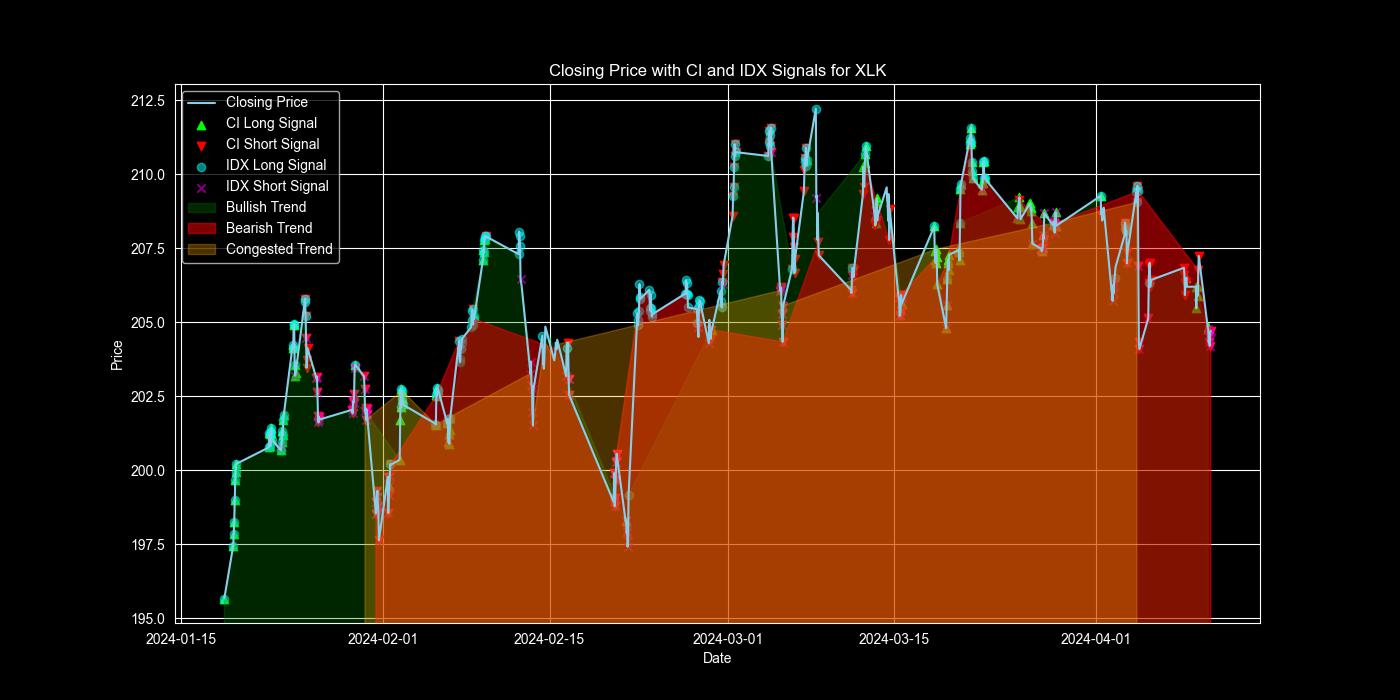 Closing Price with CI and IDX Signals for XLK
Closing Price
CI Long Signal
CI Short Signal
IDX Long Signal
IDX Short Signal
Bullish Trend
Bearish Trend
Congested Trend
Price
212.5
210.0
207.5
205.0
202.5
200.0
197.5
195.0
2024-01-15 2024-02-01 2024-02-15 2024-03-01 2024-03-15 2024-04-01
Date